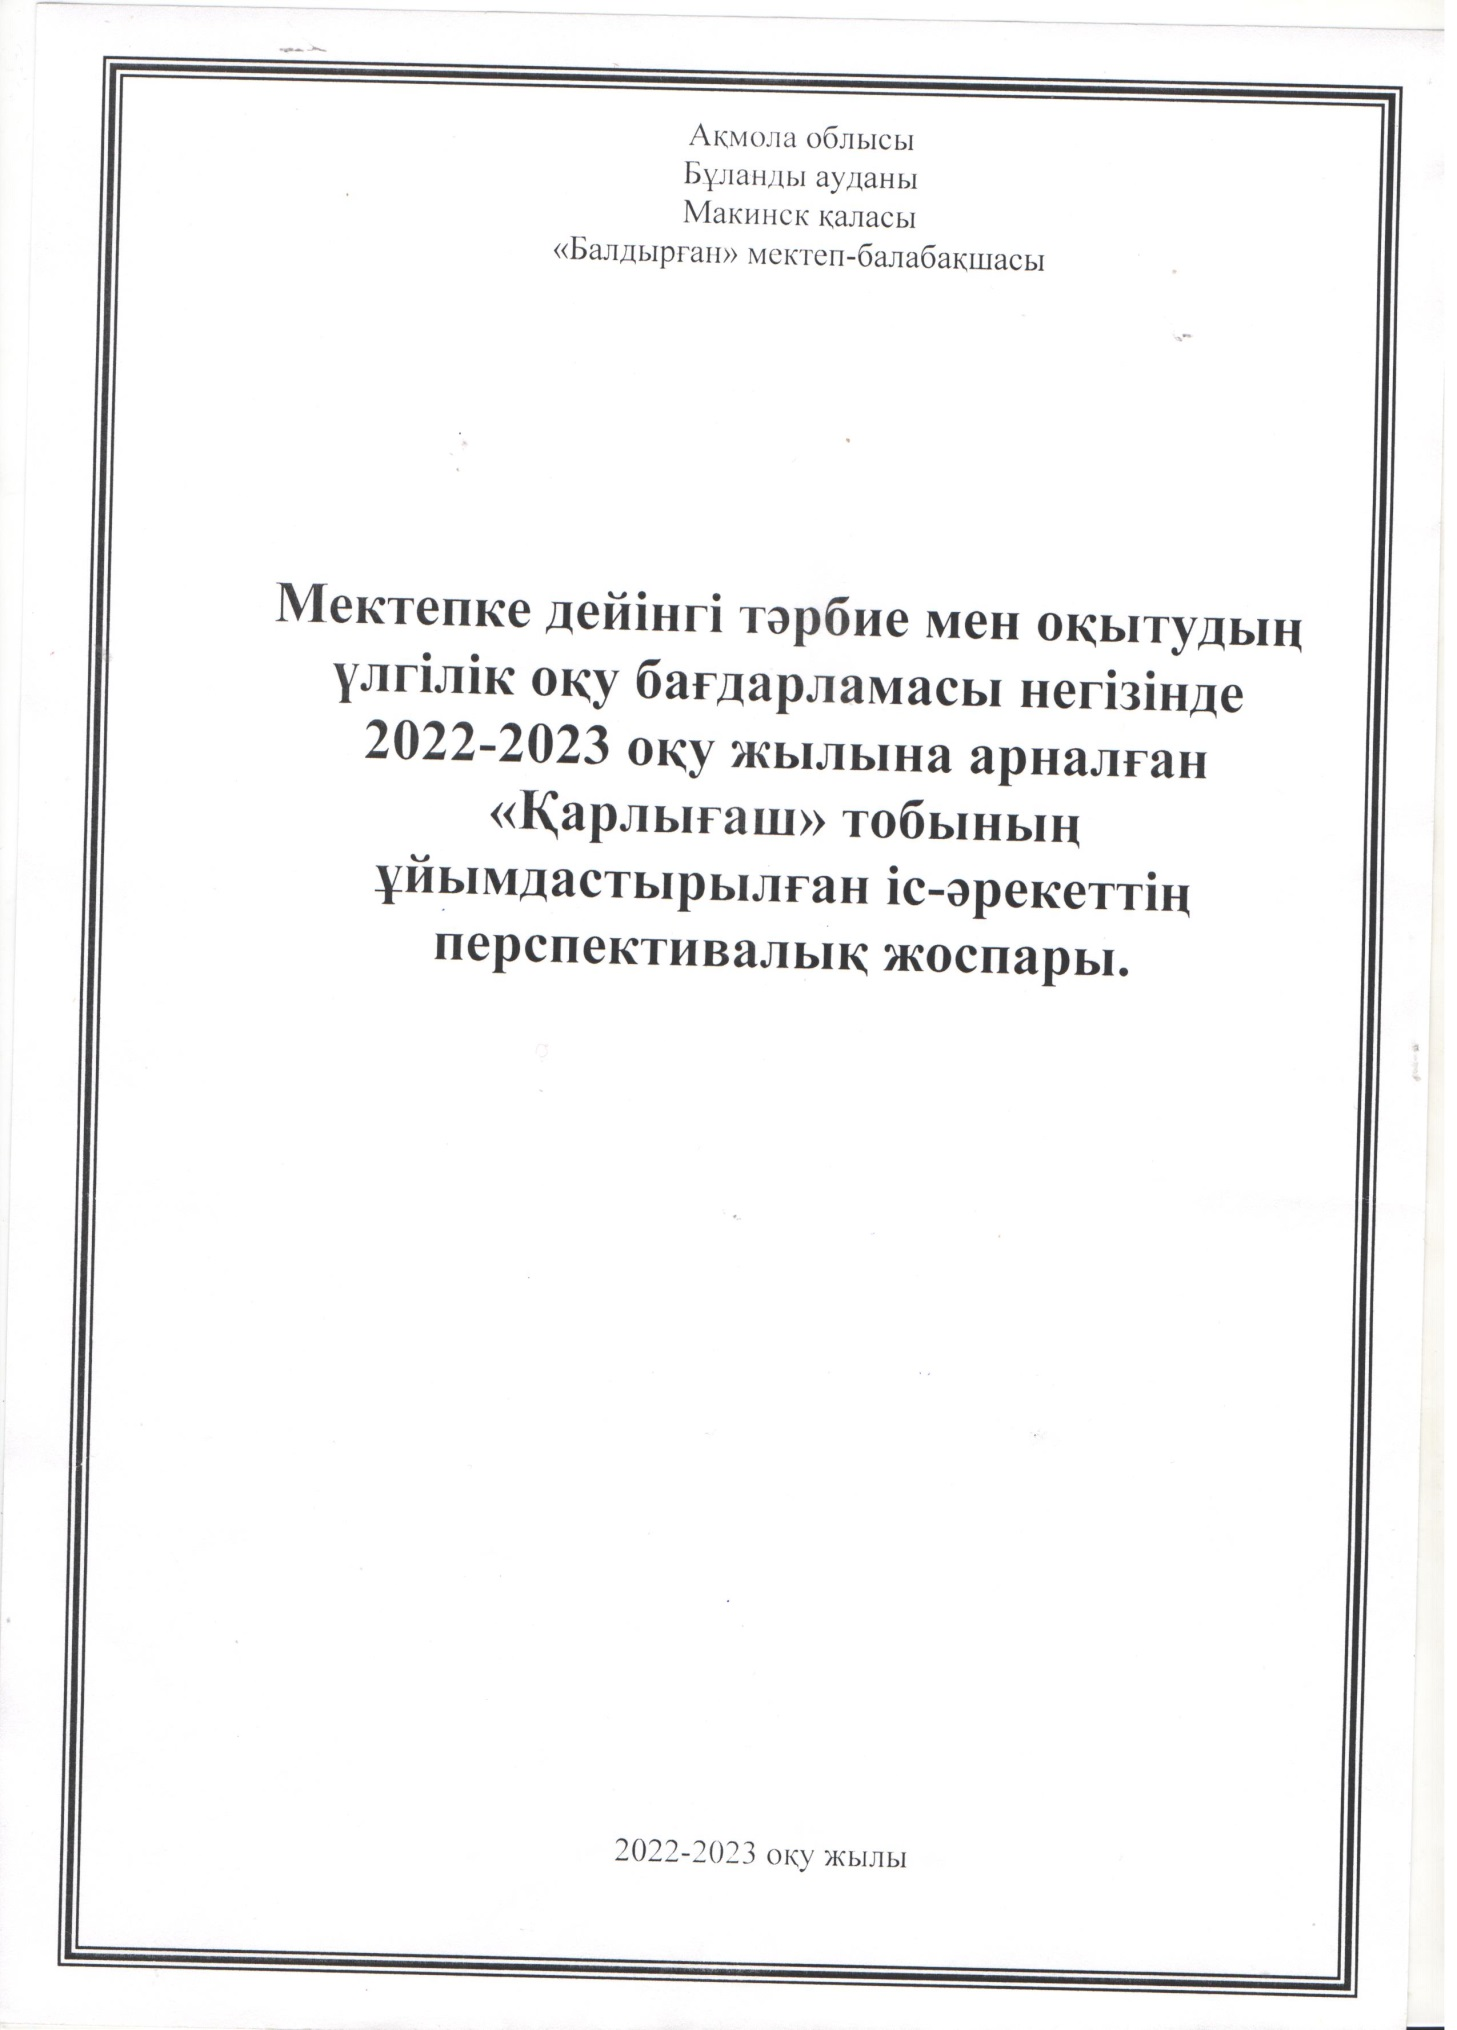 Ақмола облысы
Бұланды ауданы
Макинск қаласы
«Балдырған» мектеп-балабақшасы
Мектепке дейінгі тәрбие мен оқытудың
үлгілік оқу бағдарламасы негізінде
2022-2023 оқу жылына арналған
«Қарлығаш» тобының
ұйымдастырылған іс-әрекеттің
перспективалық жоспары.
2022-2023 оқу жылы